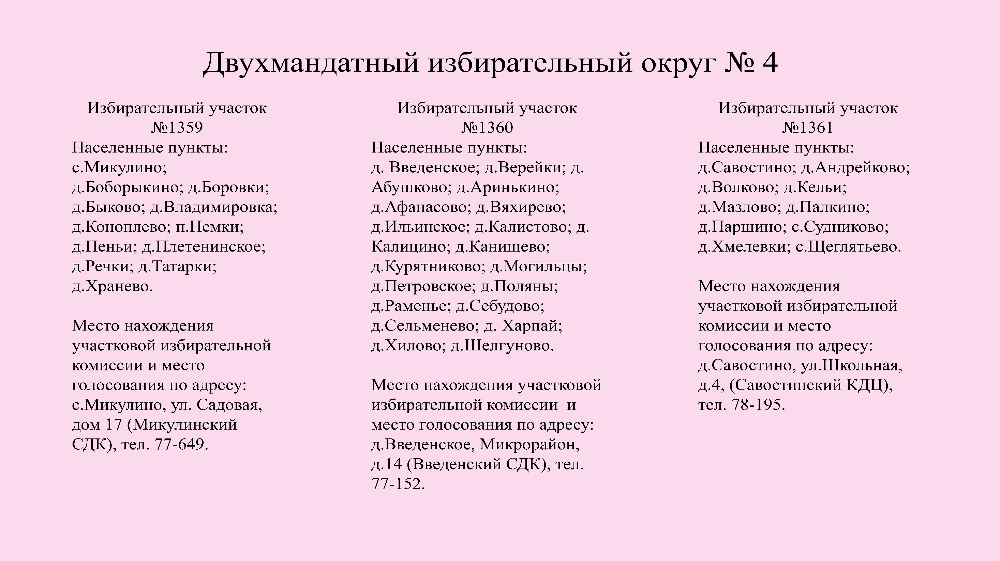 Двухмандатный избирательный округ № 4
Избирательный участок
№1359
Населенные пункты:
с.Микулино;
д.Боборыкино; д.Боровки;
д.Быково; д.Владимировка;
д.Коноплево; п.Немки;
д.Пеньи; д.Плетенинское;
д.Речки; д.Татарки;
д.Хранево.
Место нахождения
участковой избирательной
комиссии и место
голосования по адресу:
с.Микулино, ул. Садовая,
дом 17 (Микулинский
СДК), тел. 77-649.
Избирательный участок
№1360
Населенные пункты:
д. Введенское; д.Верейки; д.
Абушково; д.Аринькино;
д.Афанасово; д.Вяхирево;
д.Ильинское; д.Калистово; д.
Калицино; д.Канищево;
д.Курятниково; д.Могильцы;
д.Петровское; д.Поляны;
д.Раменье; д.Себудово;
д.Сельменево; д. Харпай;
д.Хилово; д.Шелгуново.
Место нахождения участковой
избирательной комиссии  и
место голосования по адресу:
д.Введенское, Микрорайон,
д.14 (Введенский СДК), тел.
77-152.
Избирательный участок
№1361
Населенные пункты:
д.Савостино; д.Андрейково;
д.Волково; д.Кельи;
д.Мазлово; д.Палкино;
д.Паршино; с.Судниково;
д.Хмелевки; с.Щеглятьево.
Место нахождения
участковой избирательной
комиссии и место
голосования по адресу:
д.Савостино, ул.Школьная,
д.4, (Савостинский КДЦ),
тел. 78-195.